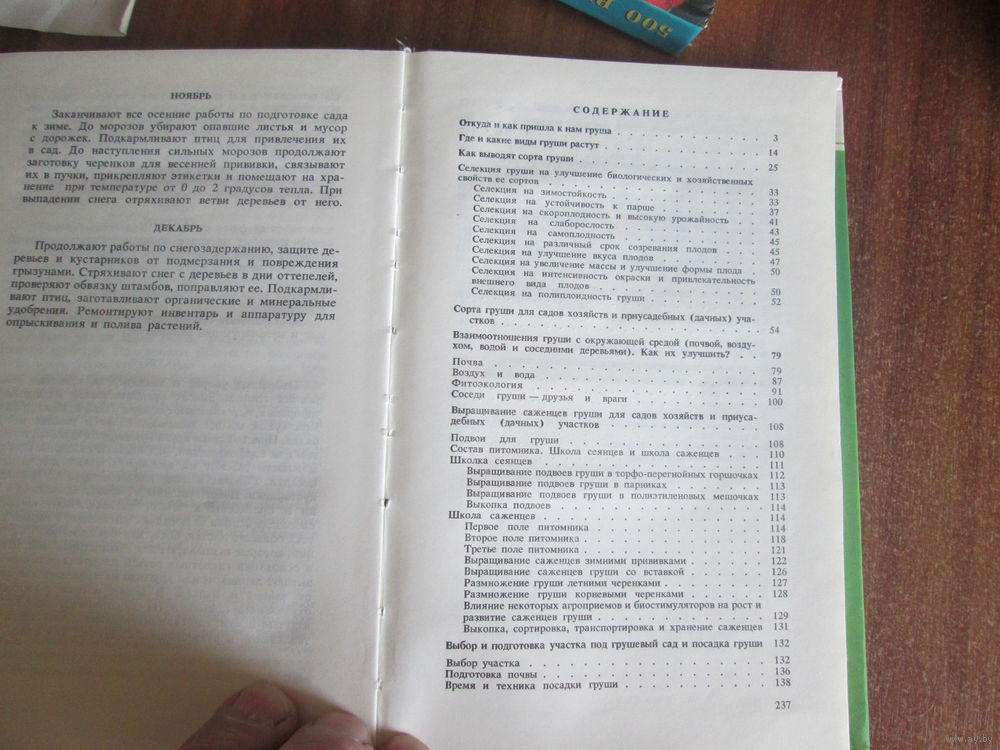 500
НОЯБРЬ
Заканчивают все осенние работы по подготовке сада
к зиме. До морозов убирают опавшие листья и мусор
с дорожек. Подкармливают птиц для привлечения их
в сад. До наступления сильных морозов продолжают
заготовку черенков для весенней прививки, связывают
их в пучки, прикрепляют этикетки и помещают на хра-
нение при температуре от 0 до 2 градусов тепла. При
выпадении снега отряхивают ветви деревьев от него.
ДЕКАБРЬ
Продолжают работы по снегозадержанию, защите де-
ревьев и кустарников от подмерзания и повреждения
грызунами. Стряхивают снег с деревьев в дни оттепелей,
проверяют обвязку штамбов, поправляют ее. Подкармли-
вают птиц, заготавливают органические и минеральные
удобрения. Ремонтируют инвентарь и аппаратуру для
опрыскивания и полива растений.
СОДЕРЖАНИЕ
Откуда и как пришла к нам груша . . . . . . . . . 3
Где и какие виды груши растут . . . . . . . . . . 14
Как выводят сорта груши . . . . . . . . . . . . 25
Селекция груши на улучшение биологических и хозяйственных
свойств ее сортов . . . . . . . . . . . . . 33
Селекция на зимостойкость . . . . . . . . . . 33
Селекция на устойчивость к парше . . . . . . . 37
Селекция на скороплодность и высокую урожайность . 41
Селекция на слаборослость . . . . . . . . . 43
Селекция на самоплодность . . . . . . . . . 45
Селекция на различный срок созревания плодов . . . 45
Селекция на улучшение вкуса плодов . . . . . . 47
Селекция на увеличение массы и улучшение формы плода . 50
Селекция на интенсивность окраски и привлекательность
внешнего вида плодов . . . . . . . . . . 50
Селекция на полиплоидность груши . . . . . . . 52
Сорта груши для садов хозяйств и приусадебных (дачных) уча-
стков . . . . . . . . . . . . . . . . 54
Взаимоотношения груши с окружающей средой (почвой, возду-
хом, водой и соседними деревьями). Как их улучшить? . . 79
Почва . . . . . . . . . . . . . . . . 79
Воздух и вода . . . . . . . . . . . . . . 87
Фитоэкология . . . . . . . . . . . . . . 91
Соседи груши — друзья и враги . . . . . . . . . 100
Выращивание саженцев груши для садов хозяйств и приуса-
дебных (дачных) участков . . . . . . . . . . . 108
Подвои для груши . . . . . . . . . . . . . 108
Состав питомника. Школа сеянцев и школа саженцев . . . 110
Школка сеянцев . . . . . . . . . . . . . . 111
Выращивание подвоев груши в торфо-перегнойных горшочках 112
Выращивание подвоев груши в парниках . . . . . . 113
Выращивание подвоев груши в полиэтиленовых мешочках 113
Выкопка подвоев . . . . . . . . . . . . . 114
Школа саженцев . . . . . . . . . . . . . . 114
Первое поле питомника . . . . . . . . . . . 114
Второе поле питомника . . . . . . . . . . . 118
Третье поле питомника . . . . . . . . . . . 121
Выращивание саженцев зимними прививками . . . . . 122
Выращивание саженцев груши со вставкой . . . . . 126
Размножение груши летними черенками . . . . . . . 127
Размножение груши корневыми черенками . . . . . 128
Влияние некоторых агроприемов и биостимуляторов на рост и
развитие саженцев груши . . . . . . . . . . . 129
Выкопка, сортировка, транспортировка и хранение саженцев 131
Выбор и подготовка участка под грушевый сад и посадка груши 132
Выбор участка . . . . . . . . . . . . . . 132
Подготовка почвы . . . . . . . . . . . . . 136
Время и техника посадки груши . . . . . . . . . 138
237
www.ay.by